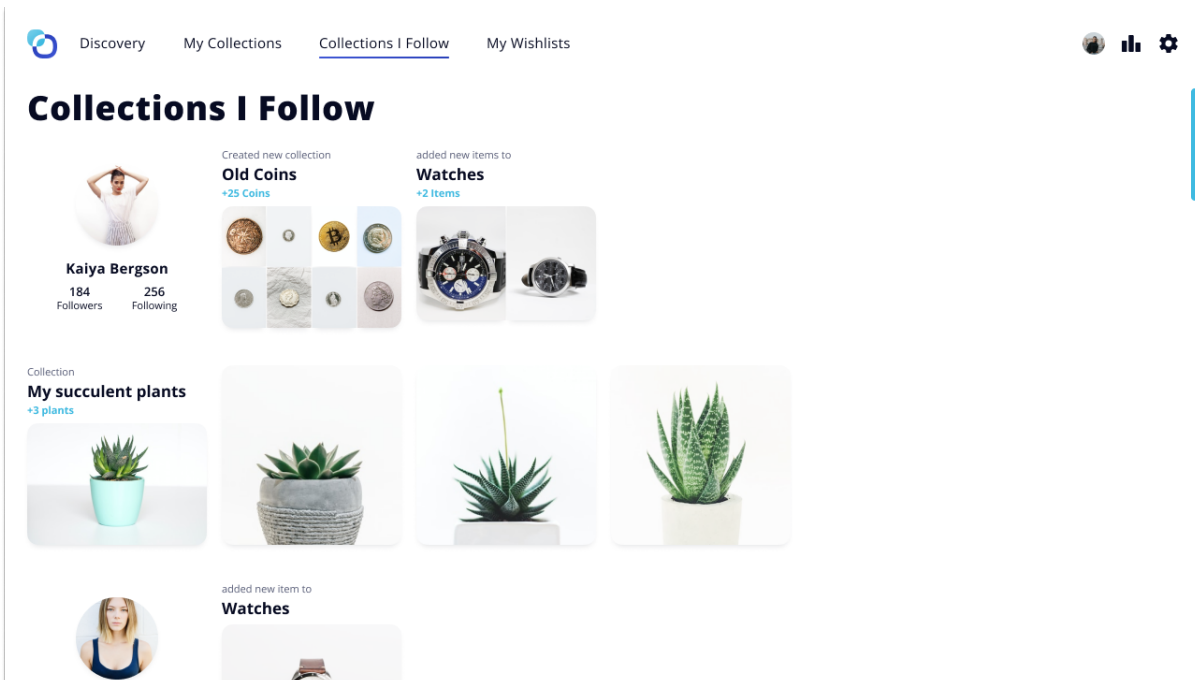 Discovery My Collections Collections I Follow My Wishlists
Collections I Follow
Kaiya Bergson
184 256
Followers Following
Created new collection
Old Coins
+25 Coins
added new items to
Watches
+2 Items
Collection
My succulent plants
+3 plants
added new item to
Watches